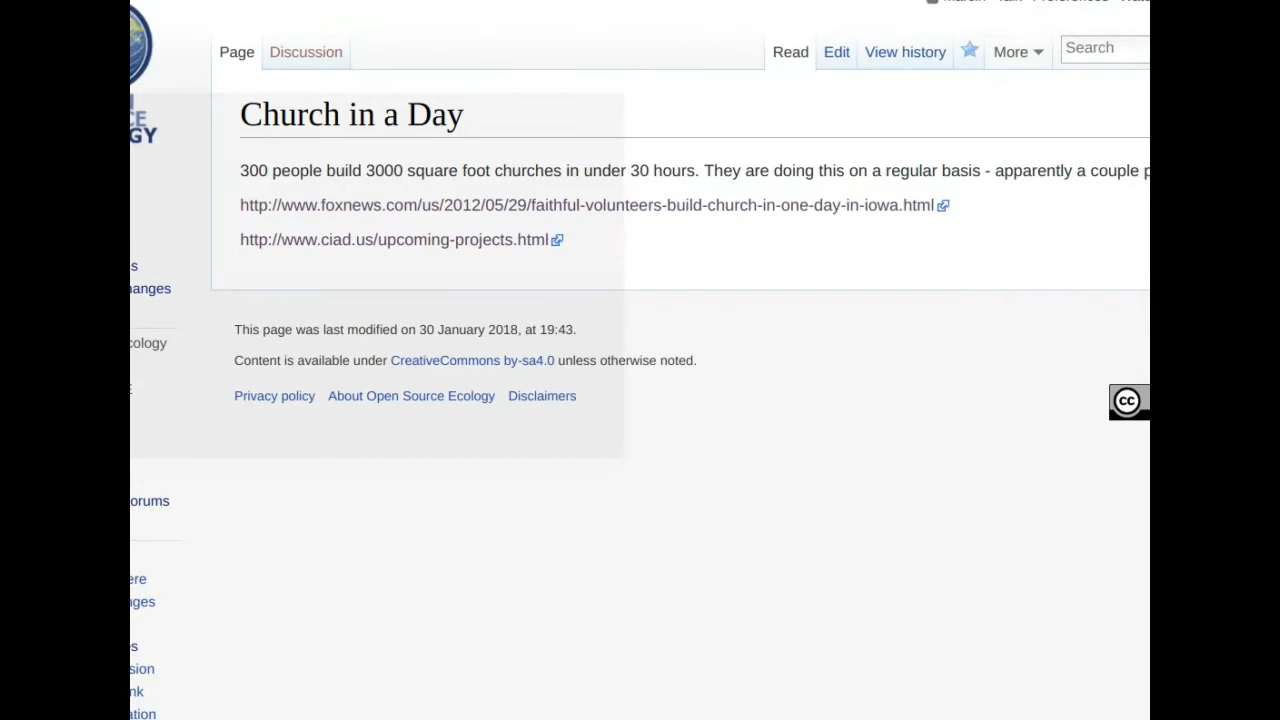 Page Discussion Read Edit View history More Search
GY
Church in a Day
300 people build 3000 square foot churches in under 30 hours. They are doing this on a regular basis - apparently a couple
http://www.foxnews.com/us/2012/05/29/faithful-volunteers-build-church-in-one-day-in-iowa.html
http://www.ciad.us/upcoming-projects.html
This page was last modified on 30 January 2018, at 19:43.
Content is available under CreativeCommons by-sa4.0 unless otherwise noted.
Privacy policy About Open Source Ecology Disclaimers
cc